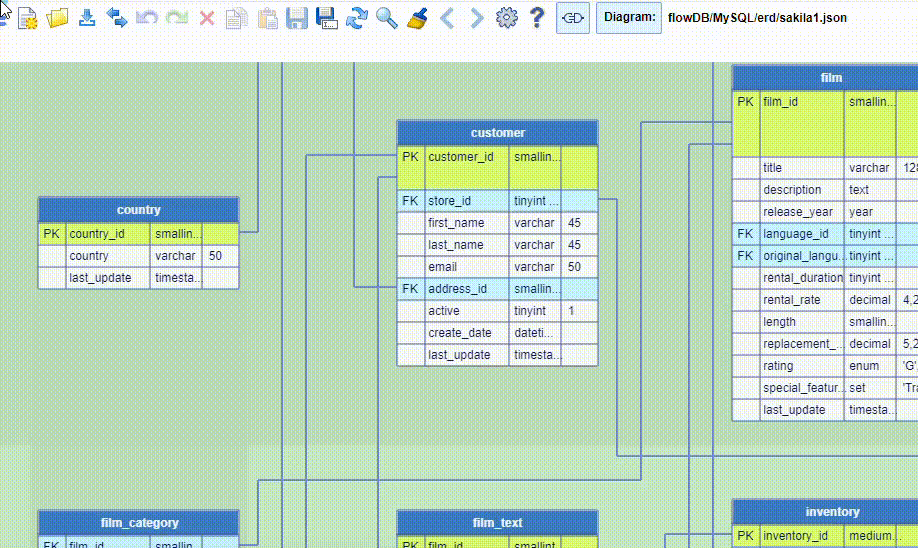 Diagram: flowDB/MySQL/erd/sakila1.json
film
PK film_id smallin...
title varchar 128
description text
release_year year
FK language_id tinyint ...
FK original_langu... tinyint ...
rental_duration tinyint ...
rental_rate decimal 4,2
length smallin...
replacement_... decimal 5,2
rating enum 'G'
special_featur... set 'Tra
last_update timesta...
customer
PK customer_id smallin...
FK store_id tinyint ...
first_name varchar 45
last_name varchar 45
email varchar 50
FK address_id smallin...
active tinyint 1
create_date dateti...
last_update timesta...
country
PK country_id smallin...
country varchar 50
last_update timesta...
film_category
FK film_id smallin...
film_text
PK film_id smallint
inventory
PK inventory_id medium...